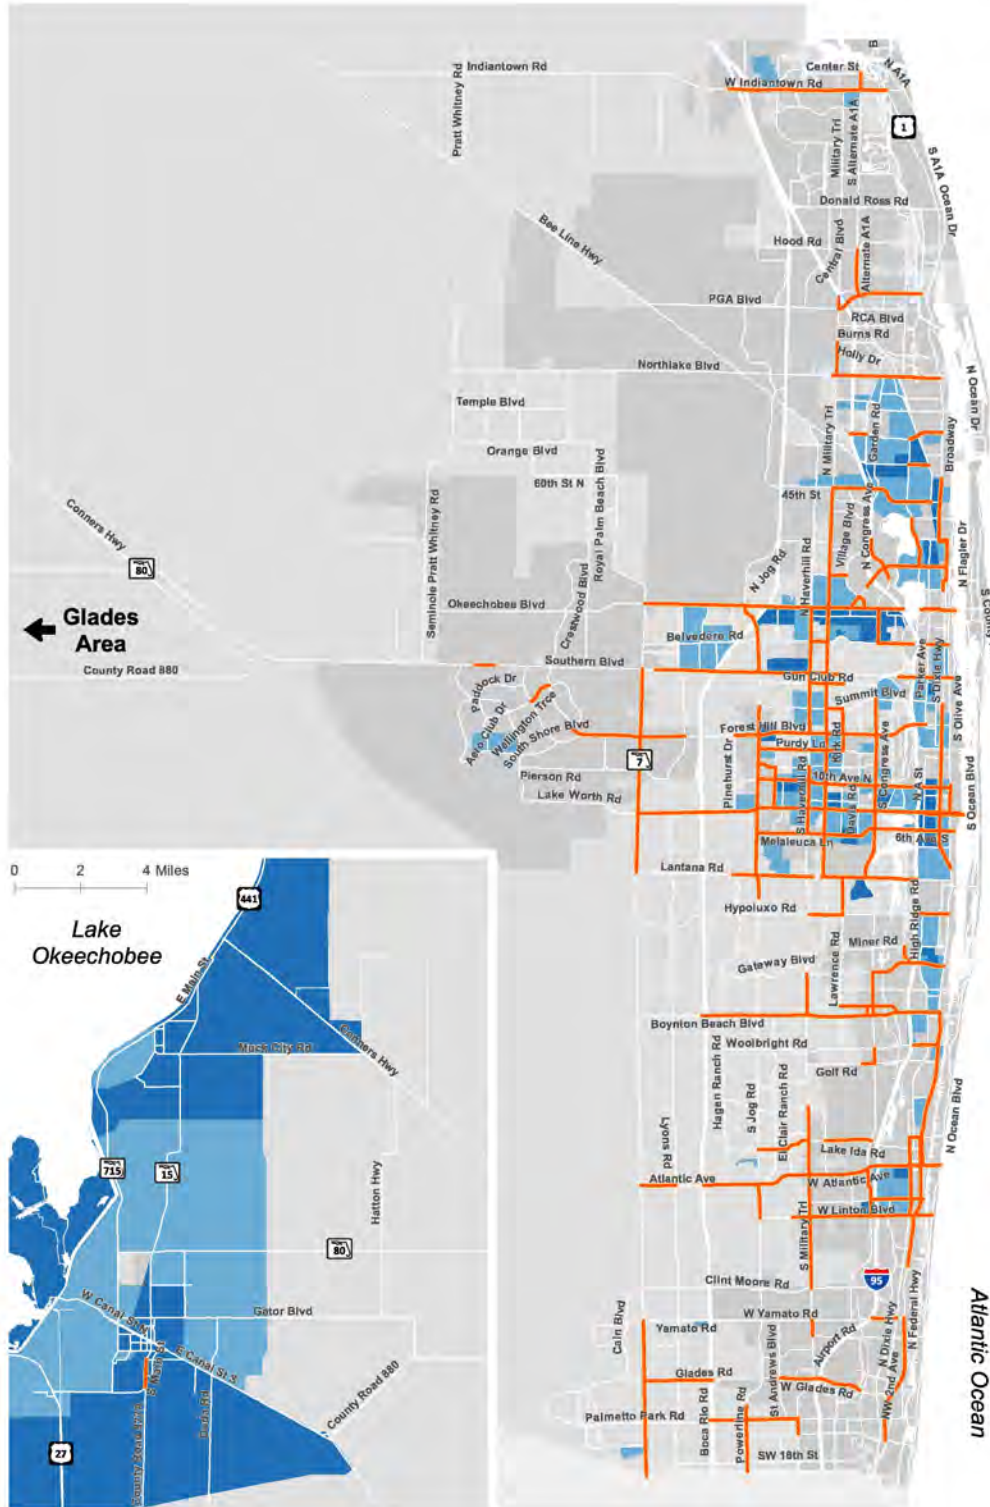 Indiantown Rd
Center St
N A1A
B
W Indiantown Rd
Pratt Whitney Rd
Military Trl
S Alternate A1A
1
S A1A Ocean Dr
Donald Ross Rd
Hood Rd
Central Blvd
Alternate A1A
Bee Line Hwy
PGA Blvd
RCA Blvd
Burns Rd
Holly Dr
Northlake Blvd
N Ocean Dr
Temple Blvd
N Military Trl
Garden Rd
Broadway
Orange Blvd
60th St N
Royal Palm Beach Blvd
45th St
Seminole Pratt Whitney Rd
Conners Hwy
80
Village Blvd
N Congress Ave
N Flagler Dr
N Jog Rd
N Haverhill Rd
Crestwood Blvd
Okeechobee Blvd
Glades
Area
Belvedere Rd
Parker Ave
S Dixie Hwy
County Road 880
Southern Blvd
Gun Club Rd
Summit Blvd
Paddock Dr
Aero Club Dr
Wellington Trce
South Shore Blvd
Forest Hill Blvd
Purdy Ln
Kirk Rd
S Congress Ave
S Olive Ave
7
Pierson Rd
Lake Worth Rd
Pinehurst Dr
S Haverhill Rd
10th Ave N
Davis Rd
N A St
S Ocean Blvd
Melaleuca Ln
6th Ave S
Lantana Rd
Hypoluxo Rd
High Ridge Rd
Lawrence Rd
Miner Rd
Gateway Blvd
Boynton Beach Blvd
Woolbright Rd
Golf Rd
Hagen Ranch Rd
S Jog Rd
El Clair Ranch Rd
N Ocean Blvd
Lyons Rd
Lake Ida Rd
Atlantic Ave
W Atlantic Ave
W Linton Blvd
S Military Trl
95
Clint Moore Rd
N Federal Hwy
Atlantic Ocean
Cain Blvd
Yamato Rd
W Yamato Rd
Airport Rd
N Dixie Hwy
NW 2nd Ave
Glades Rd
St Andrews Blvd
W Glades Rd
Palmetto Park Rd
Boca Rio Rd
Powerline Rd
SW 18th St
0 4 Miles
Lake
Okeechobee
441
E Main St
Conners Hwy
Muck City Rd
715
15
Hatton Hwy
80
W Canal St N
Gator Blvd
E Canal St S
S Main St
Duda Rd
County Road 880
27